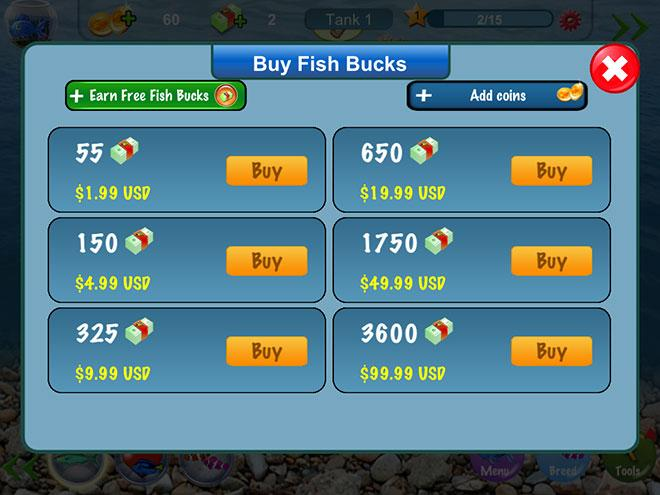 60 2 Tank 1 1 2/15
Buy Fish Bucks
+ Earn Free Fish Bucks
+ Add coins
55
$1.99 USD
Buy
650
$19.99 USD
Buy
150
$4.99 USD
Buy
1750
$49.99 USD
Buy
325
$9.99 USD
Buy
3600
$99.99 USD
Buy
Menu
Breed
Tools